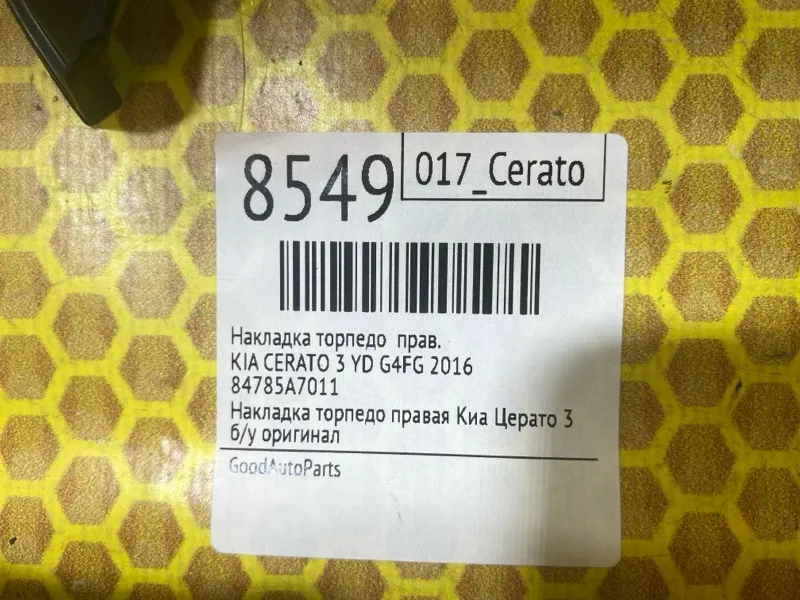 8549
017_Cerato
Накладка торпедо прав.
KIA CERATO 3 YD G4FG 2016
84785A7011
Накладка торпедо правая Киа Церато 3
б/у оригинал
GoodAutoParts